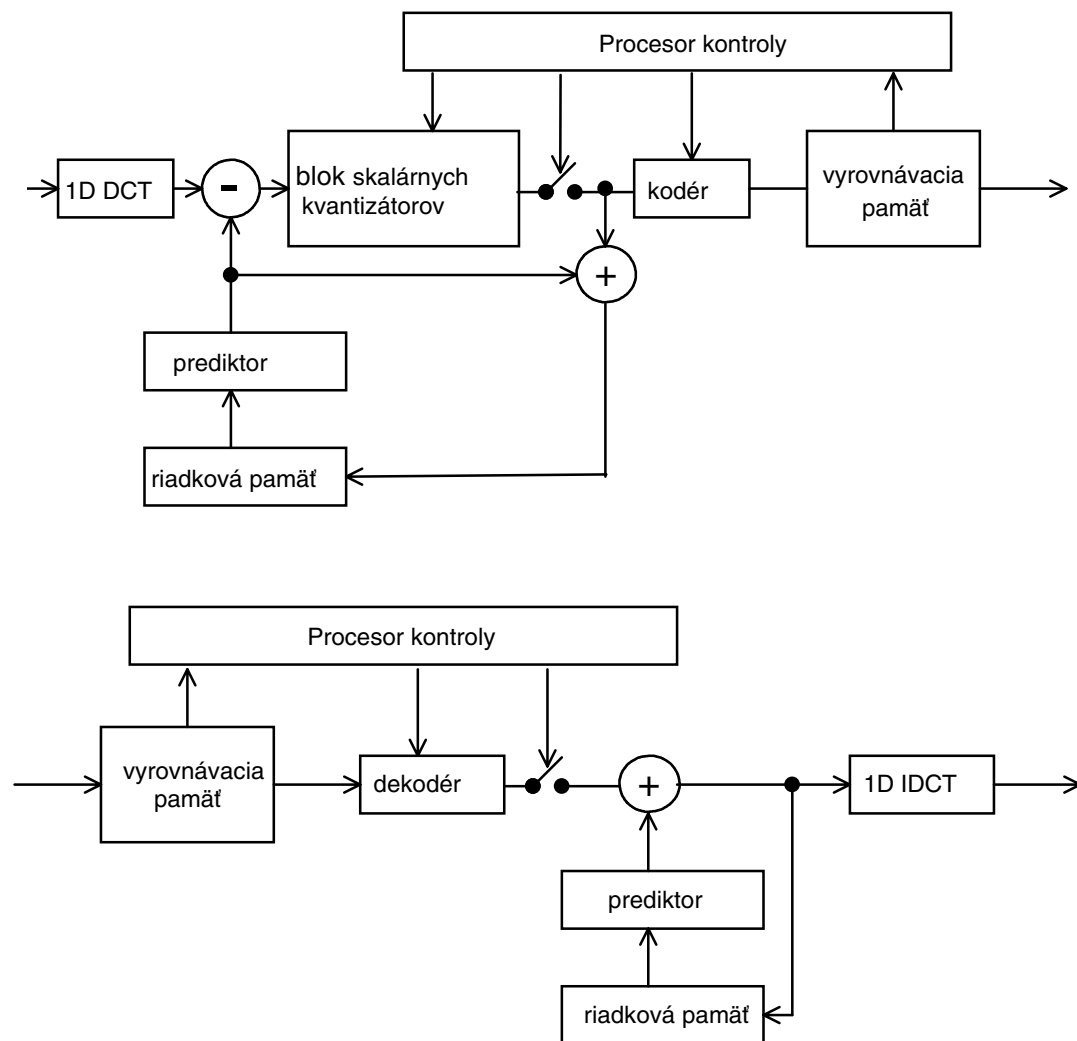 Procesor kontroly
1D DCT
-
blok skalárnych
kvantizátorov
kodér
vyrovnávacia
pamäť
+
prediktor
riadková pamäť
Procesor kontroly
vyrovnávacia
pamäť
dekodér
+
1D IDCT
prediktor
riadková pamäť